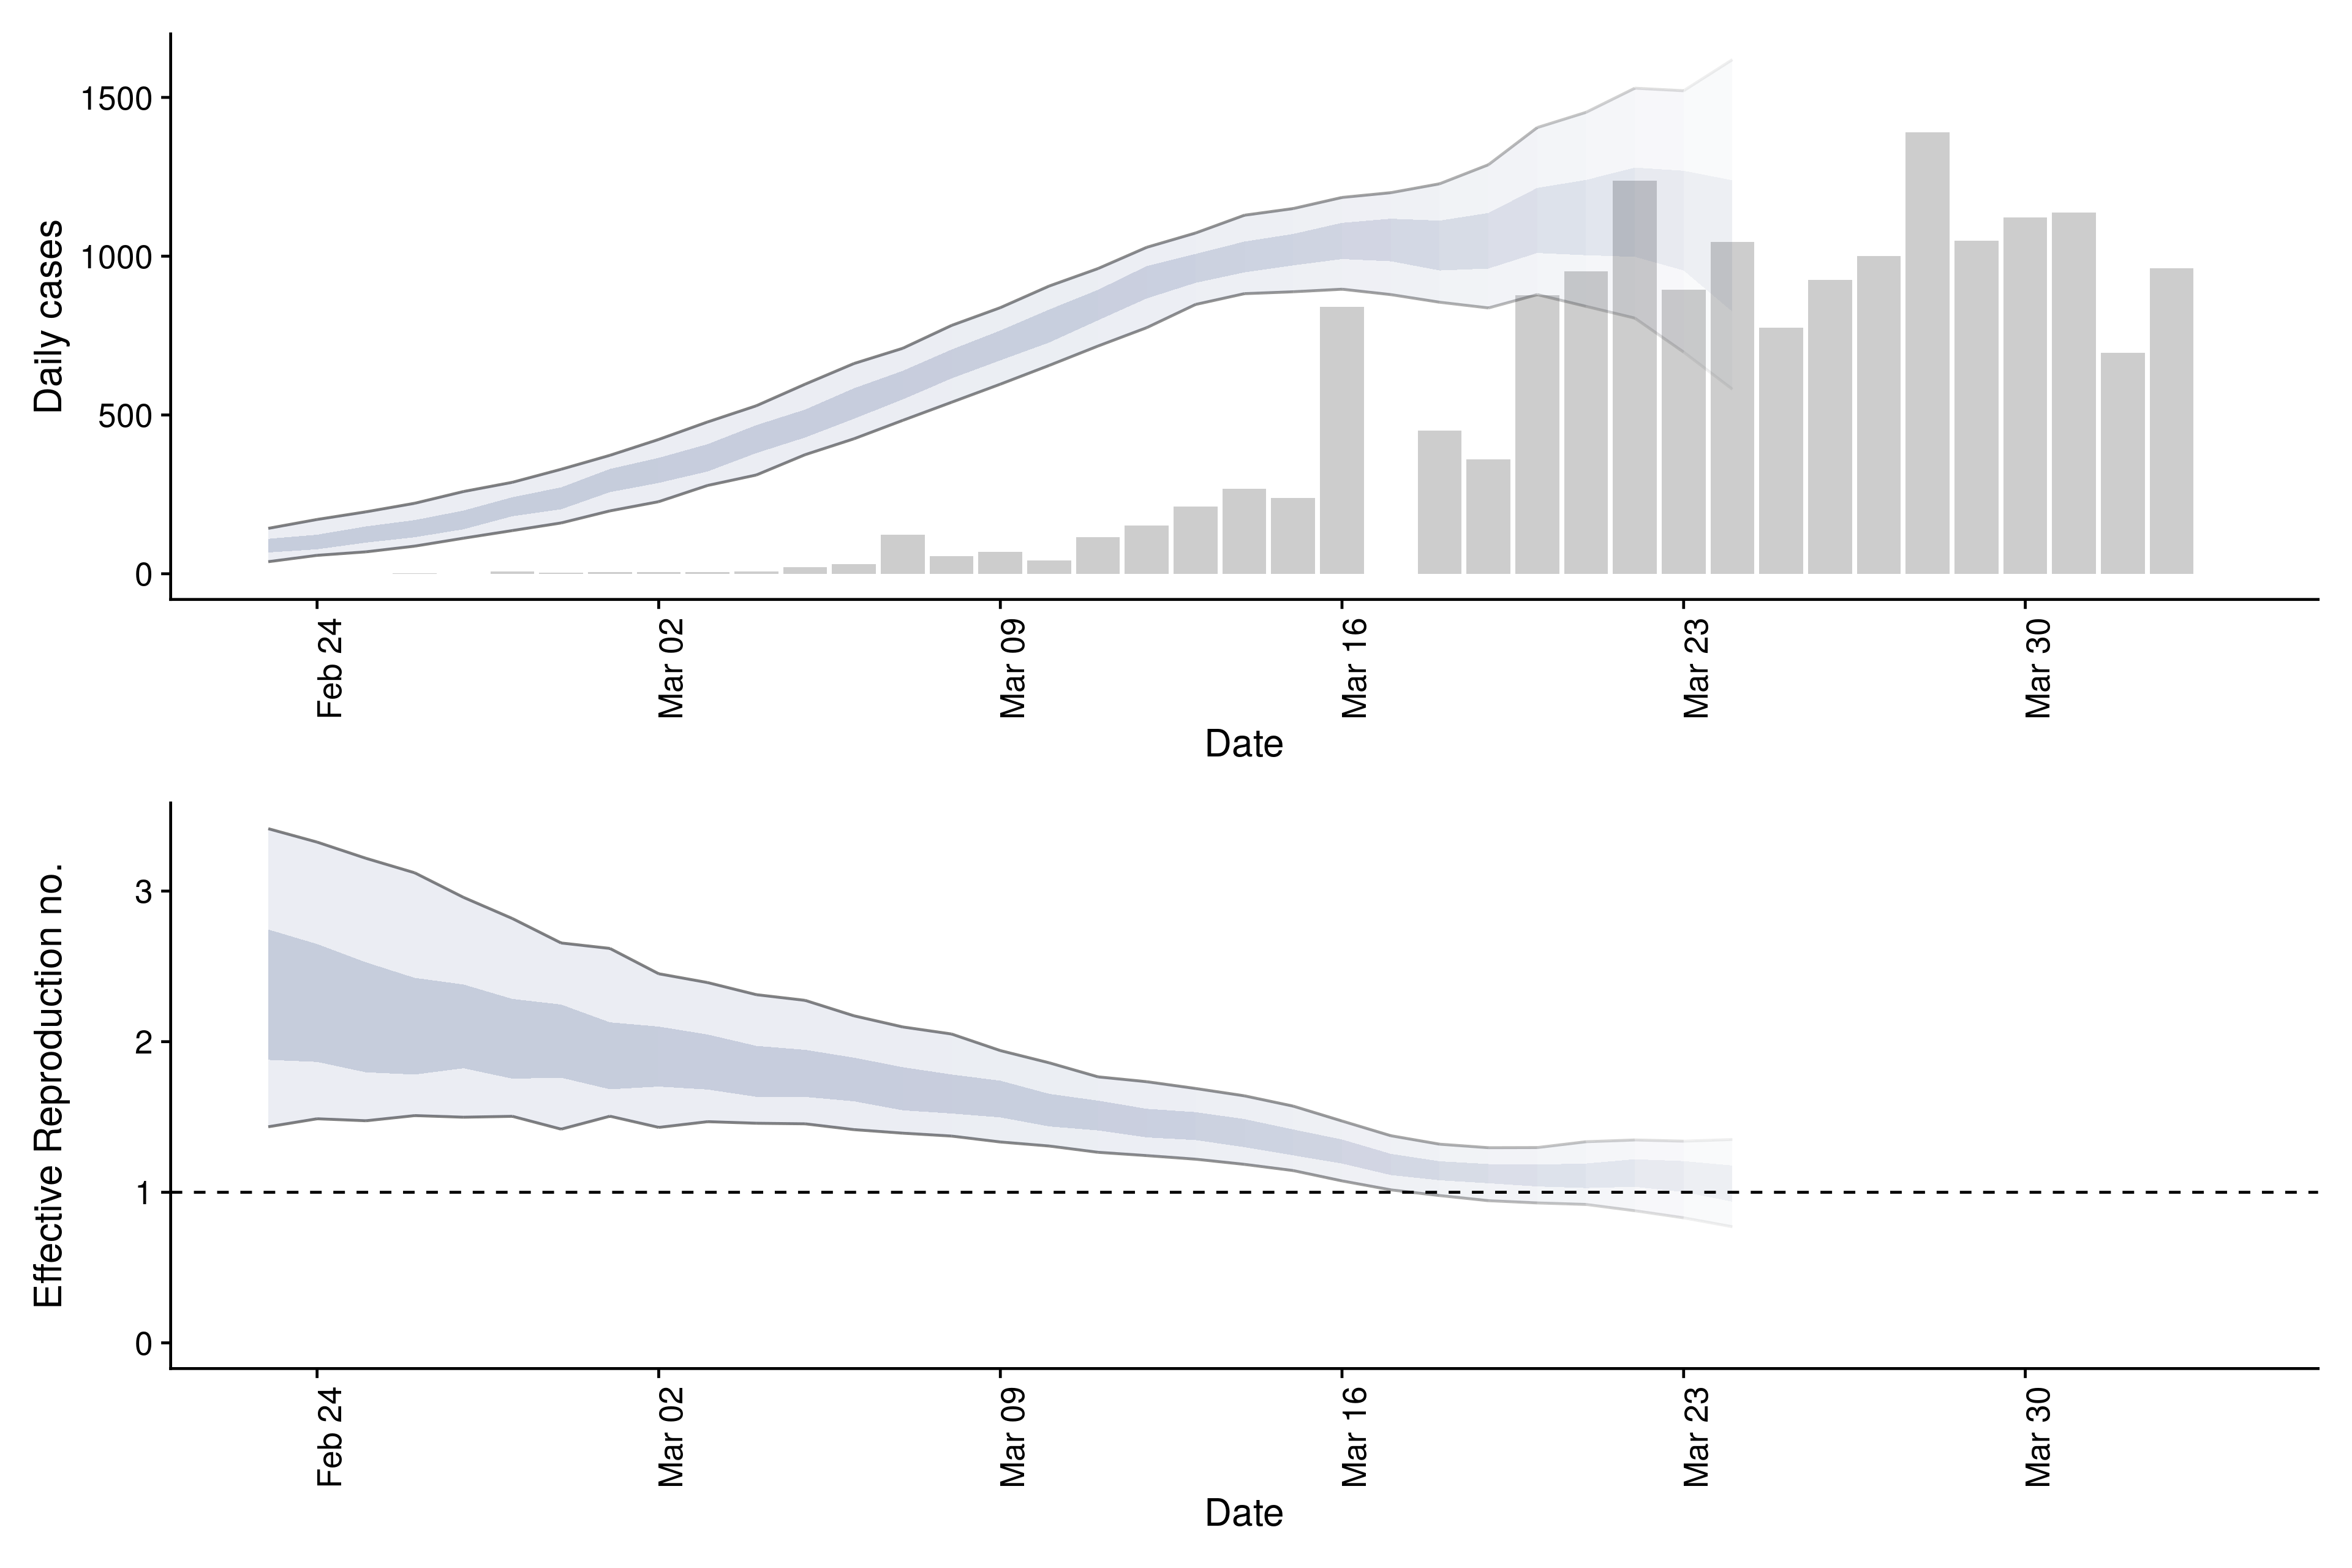 Daily cases
1500
1000
500
0
Feb 24
Mar 02
Mar 09
Mar 16
Mar 23
Mar 30
Date
Effective Reproduction no.
3
2
1
0
Feb 24
Mar 02
Mar 09
Mar 16
Mar 23
Mar 30
Date